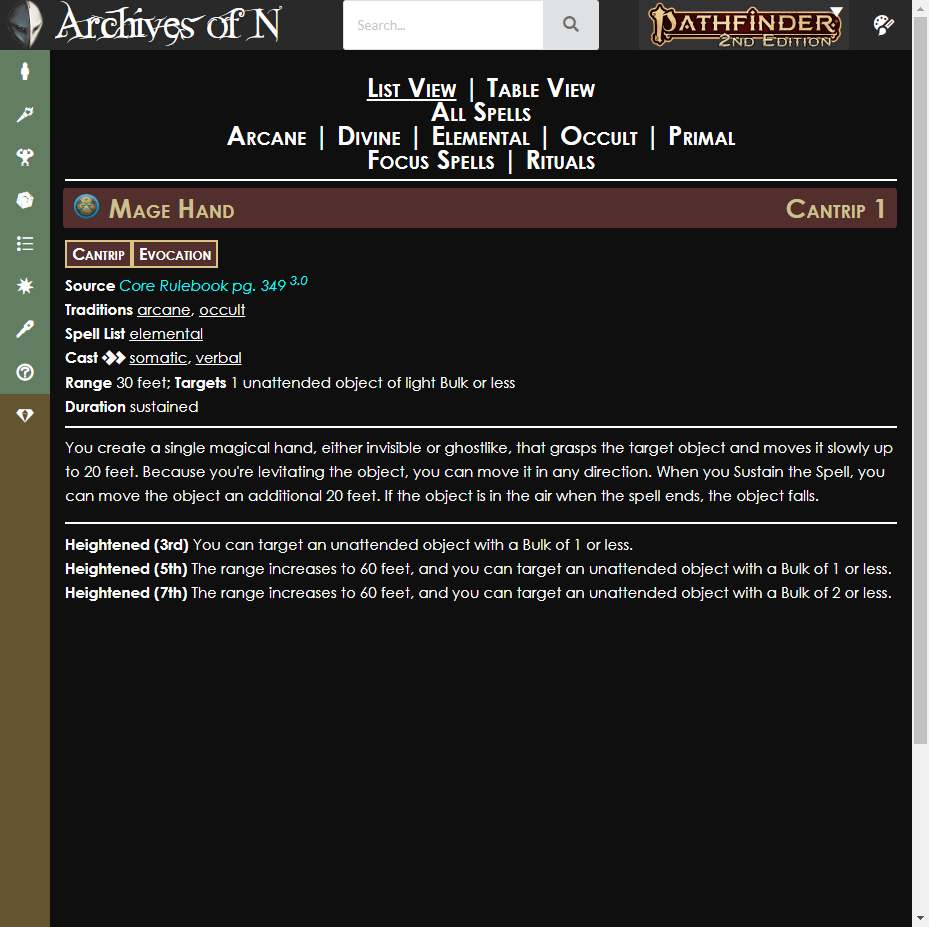 Archives of N
Search...
PATHFINDER
2ND EDITION
List View | Table View
All Spells
Arcane | Divine | Elemental | Occult | Primal
Focus Spells | Rituals
Mage Hand Cantrip 1
Cantrip Evocation
Source Core Rulebook pg. 349 3.0
Traditions arcane, occult
Spell List elemental
Cast somatic, verbal
Range 30 feet; Targets 1 unattended object of light Bulk or less
Duration sustained
You create a single magical hand, either invisible or ghostlike, that grasps the target object and moves it slowly up
to 20 feet. Because you're levitating the object, you can move it in any direction. When you Sustain the Spell, you
can move the object an additional 20 feet. If the object is in the air when the spell ends, the object falls.
Heightened (3rd) You can target an unattended object with a Bulk of 1 or less.
Heightened (5th) The range increases to 60 feet, and you can target an unattended object with a Bulk of 1 or less.
Heightened (7th) The range increases to 60 feet, and you can target an unattended object with a Bulk of 2 or less.